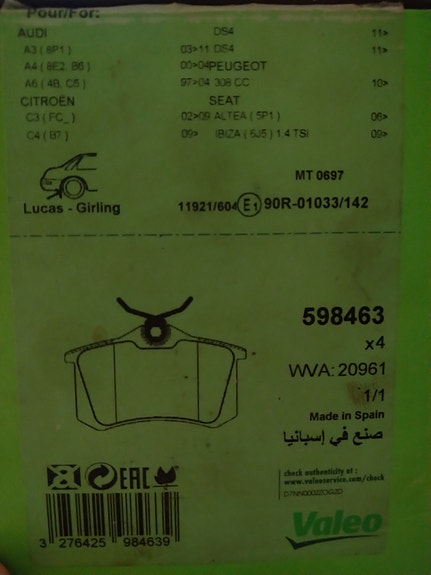 Pour/For:
AUDI DS4 11>
A3 ( 8P1 ) 03>11 DS4 11>
A4 ( 8E2, B6 ) 00>04 PEUGEOT
A6 ( 4B, C5 ) 97>04 308 CC 10>
CITROËN SEAT
C3 ( FC_ ) 02>09 ALTEA ( 5P1 ) 06>
C4 ( B7 ) 09> IBIZA ( 6J5 ) 1.4 TSI 09>
MT 0697
Lucas - Girling 11921/604 E1 90R-01033/142
598463
x4
WVA: 20961
1/1
Made in Spain
صنع في إسبانيا
EAC
check authenticity at :
www.valeoservice.com/check
Valeo
3 276425 984639